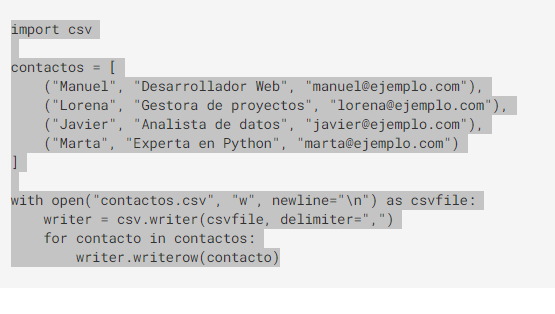 import csv
contactos = [
    ("Manuel", "Desarrollador Web", "manuel@ejemplo.com"),
    ("Lorena", "Gestora de proyectos", "lorena@ejemplo.com"),
    ("Javier", "Analista de datos", "javier@ejemplo.com"),
    ("Marta", "Experta en Python", "marta@ejemplo.com")
]
with open("contactos.csv", "w", newline="\n") as csvfile:
    writer = csv.writer(csvfile, delimiter=",")
    for contacto in contactos:
        writer.writerow(contacto)